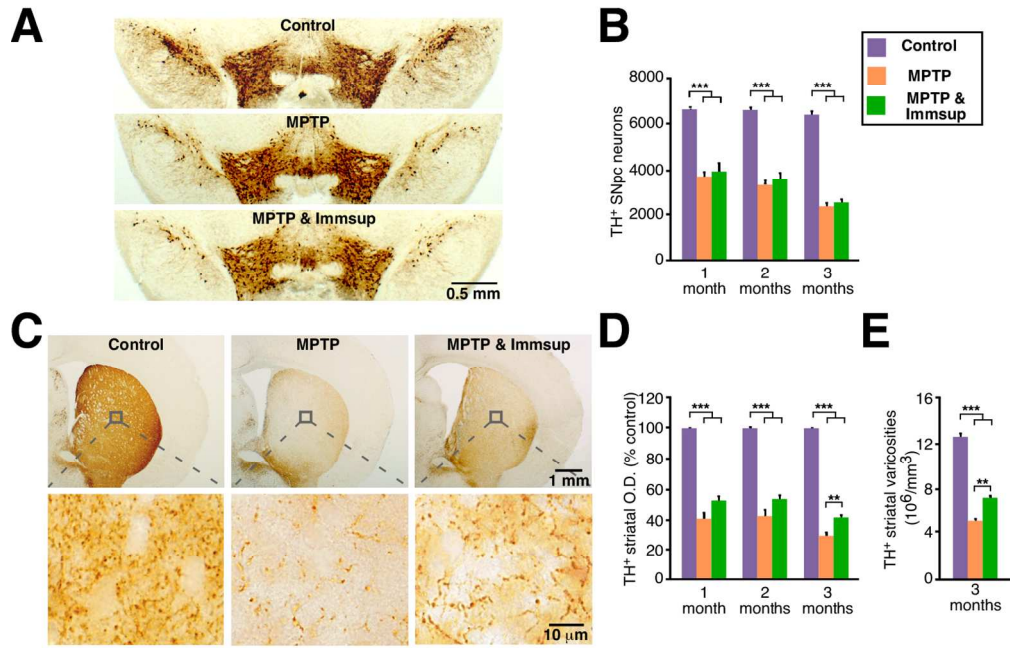 A
Control
MPTP
MPTP & Immsup
0.5 mm
B
Control
MPTP
MPTP &
Immsup
TH⁺ SNpc neurons
8000
6000
4000
2000
0
***
***
***
1
month
2
months
3
months
C
Control
MPTP
MPTP & Immsup
1 mm
10 μm
D
TH⁺ striatal O.D. (% control)
120
100
80
60
40
20
0
***
***
***
**
1
month
2
months
3
months
E
TH⁺ striatal varicosities
(10⁶/mm³)
16
12
8
4
0
***
**
3
months